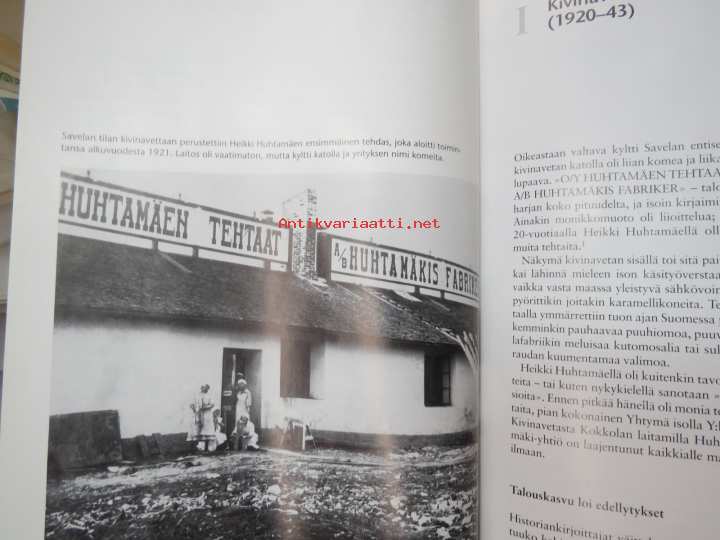 Savelan tilan kivinavettaan perustettiin Heikki Huhtamäen ensimmäinen tehdas, joka aloitti toimin-
tansa alkuvuodesta 1921. Laitos oli vaatimaton, mutta kyltti katolla ja yrityksen nimi komeita.
HUHTAMÄEN TEHTAAT
A/B HUHTAMÄKIS FABRIKER
Antikvariaatti.net
I
(1920–43)
Oikeastaan valtava kyltti Savelan entise
kivinavetan katolla oli liian komea ja liika
lupaava. »O/Y HUHTAMÄEN TEHTAA
A/B HUHTAMÄKIS FABRIKER» – talo
harjan koko pituudelta, ja isoin kirjaimi
Ainakin monikkomuoto oli liioittelua;
20-vuotiaalla Heikki Huhtamäellä oll
muita tehtaita.¹
Näkymä kivinavetan sisällä toi sitä pai
kai lähinnä mieleen ison käsityöverstaa
vaikka vasta maassa yleistyvä sähkövoir
pyörittikin joitakin karamellikoneita. Te
taalla ymmärrettiin tuon ajan Suomessa
kemminkin pauhaavaa puuhiomoa, puuv
lafabriikin meluisaa kutomosalia tai sul
raudan kuumentamaa valimoa.
Heikki Huhtamäellä oli kuitenkin tavo
teita – tai kuten nykykielellä sanotaan »
sioita». Ennen pitkää hänellä oli monia te
taita, pian kokonainen Yhtymä isolla Y:l
Kivinavetasta Kokkolan laitamilla Huh
mäki-yhtiö on laajentunut kaikkialle ma
ilmaan.
Talouskasvu loi edellytykset